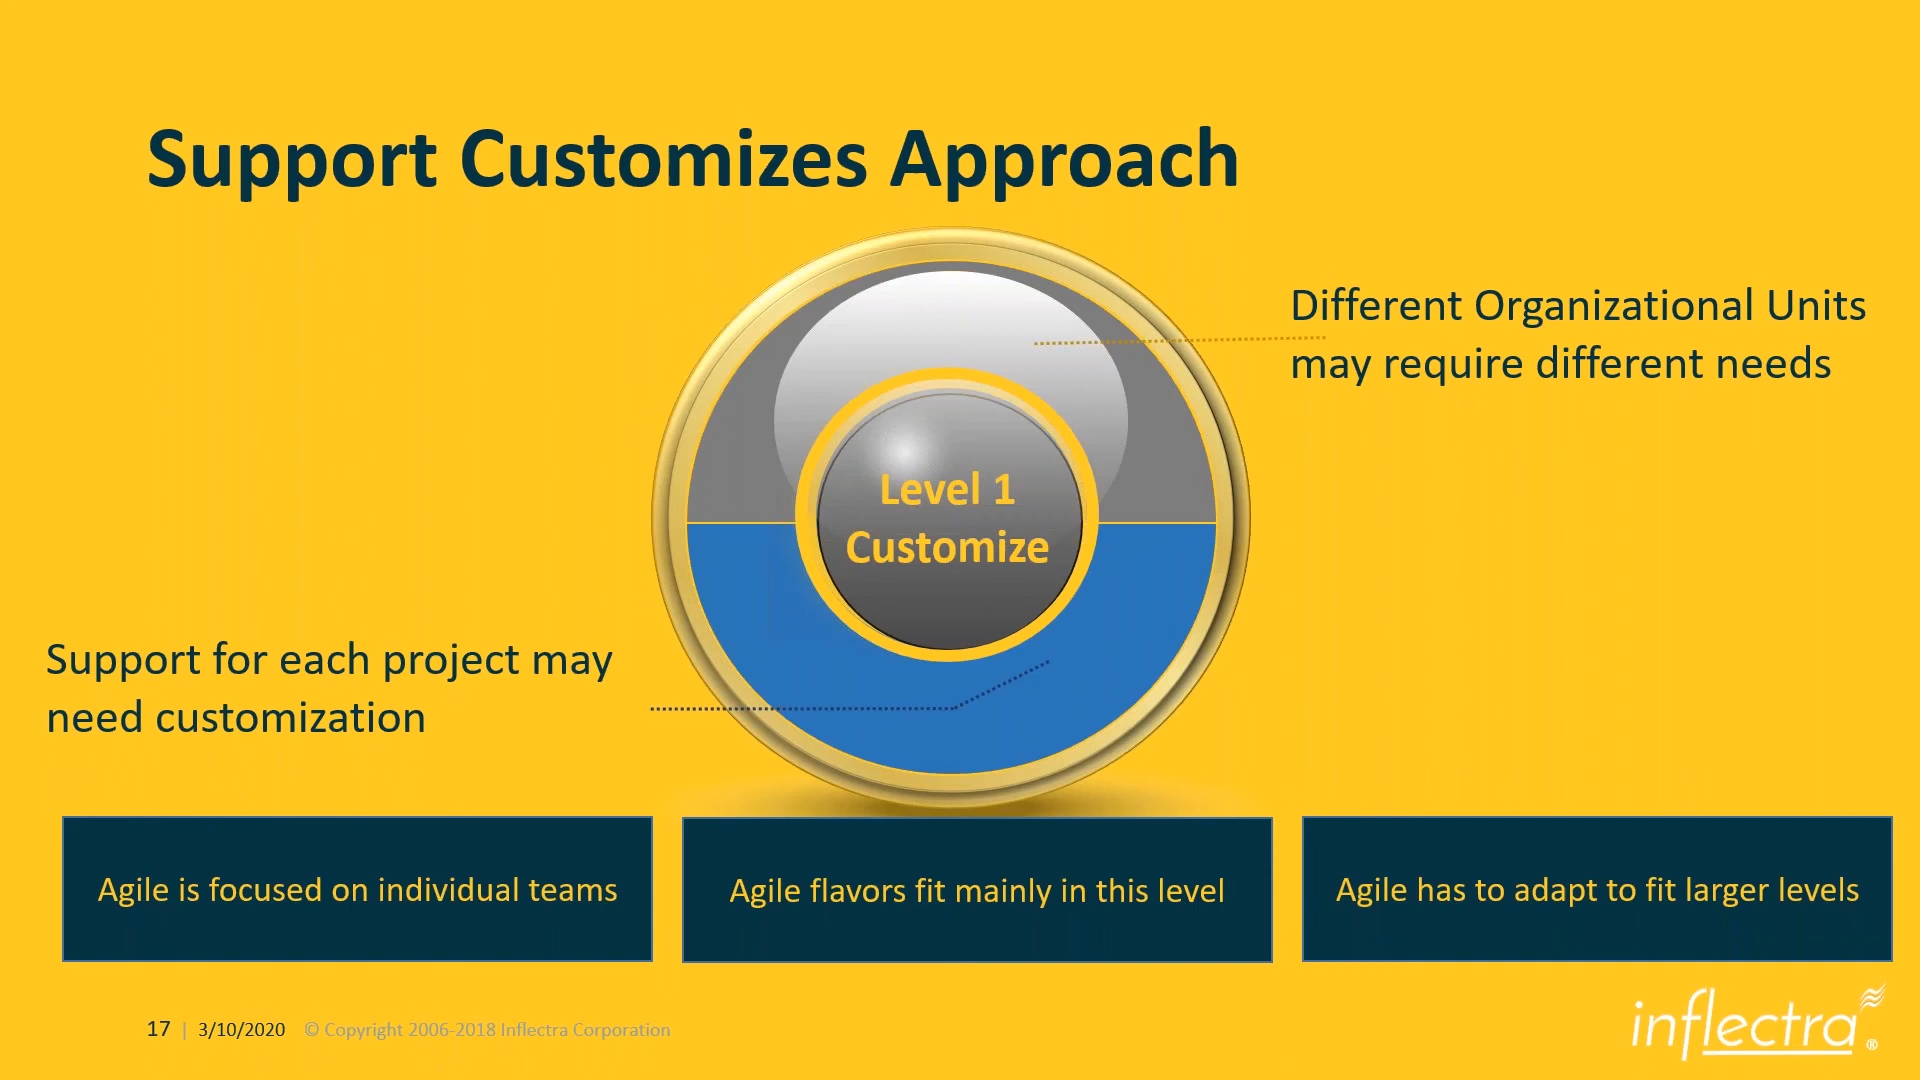 Support Customizes Approach
Different Organizational Units
may require different needs
Level 1
Customize
Support for each project may
need customization
Agile is focused on individual teams
Agile flavors fit mainly in this level
Agile has to adapt to fit larger levels
17 | 3/10/2020 © Copyright 2006-2018 Inflectra Corporation
inflectra®